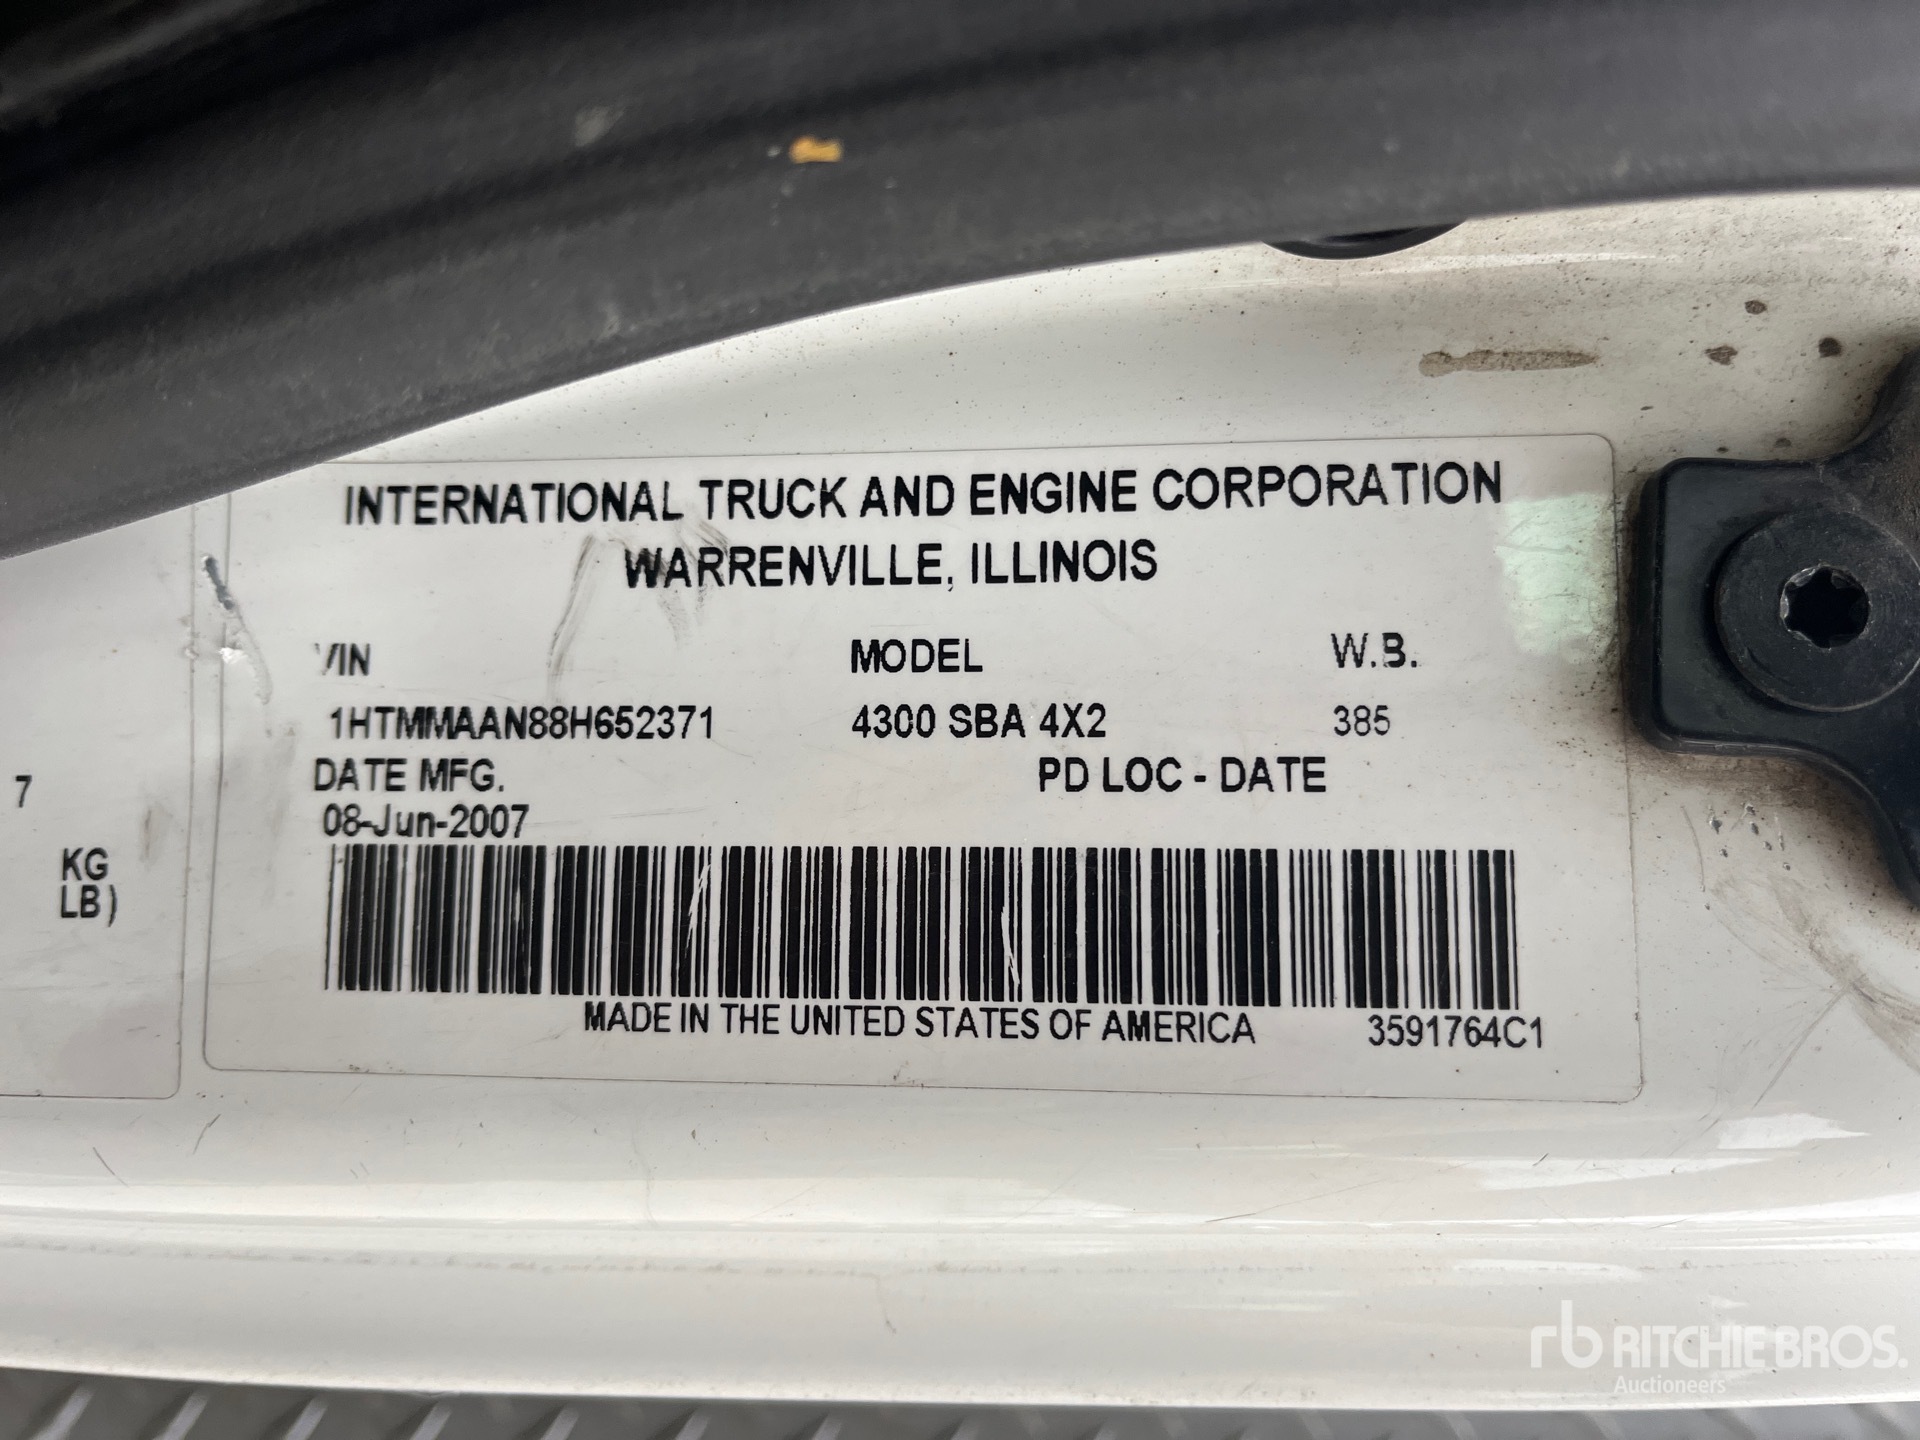 INTERNATIONAL TRUCK AND ENGINE CORPORATION
WARRENVILLE, ILLINOIS
VIN MODEL W.B.
1HTMMAAN88H652371 4300 SBA 4X2 385
DATE MFG. PD LOC - DATE
08-Jun-2007
7
KG
LB)
MADE IN THE UNITED STATES OF AMERICA 3591764C1
rb RITCHIE BROS.
Auctioneers